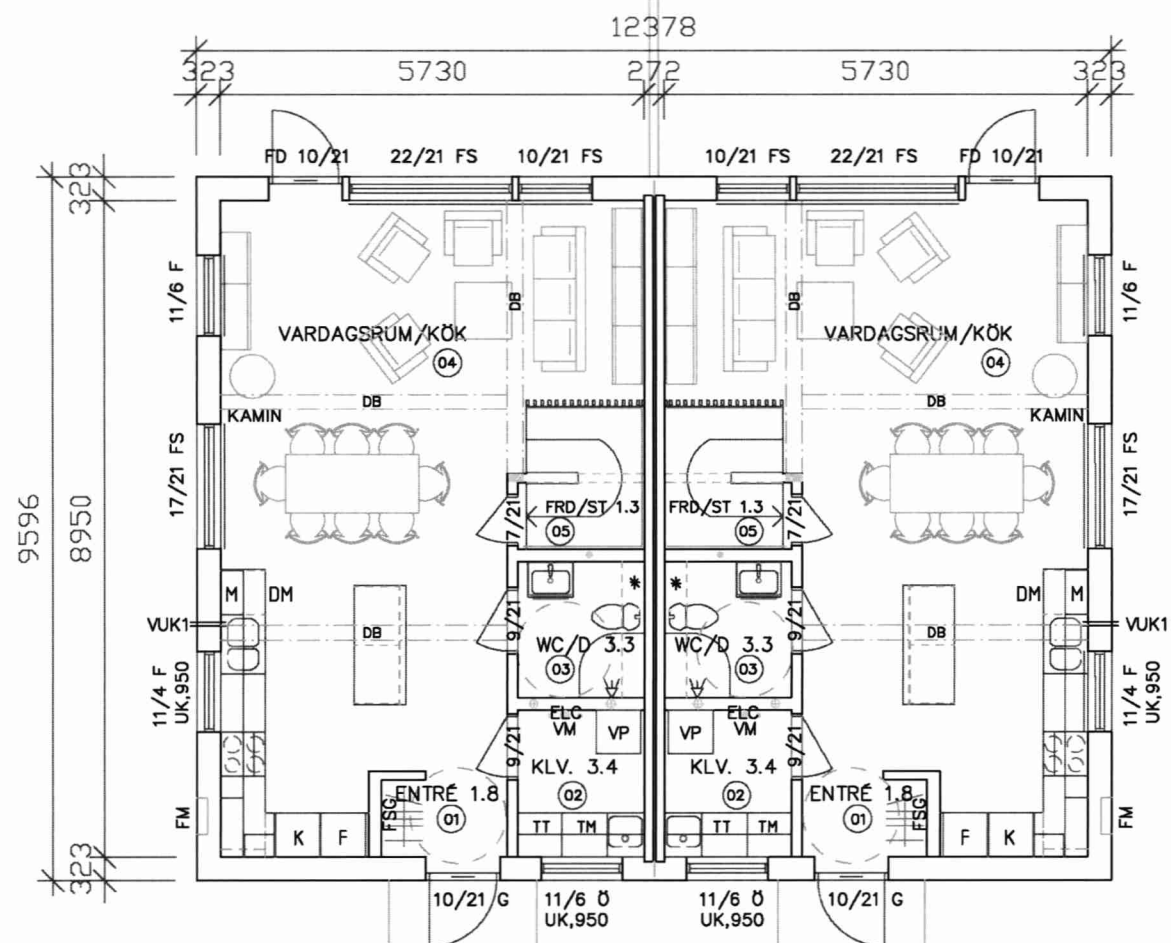 12378
323 5730 272 5730 323
FD 10/21 22/21 FS 10/21 FS 10/21 FS 22/21 FS FD 10/21
323
11/6 F
DB
DB
11/6 F
VARDAGSRUM/KÖK
04
VARDAGSRUM/KÖK
04
DB
DB
KAMIN
KAMIN
17/21 FS
17/21 FS
9596
8950
7/21
FRD/ST 1.3
05
FRD/ST 1.3
05
7/21
M DM
DM M
VUK1
DB
DB
VUK1
9/21
WC/D 3.3
03
WC/D 3.3
03
9/21
11/4 F
UK,950
11/4 F
UK,950
9/21
ELC
VM
VP
VP
ELC
VM
9/21
KLV. 3.4
02
KLV. 3.4
02
ENTRÉ 1.8
01
ENTRÉ 1.8
01
FSG
FSG
FM
FM
K F
TT TM
TT TM
F K
323
10/21 G
11/6 Ö
UK,950
11/6 Ö
UK,950
10/21 G